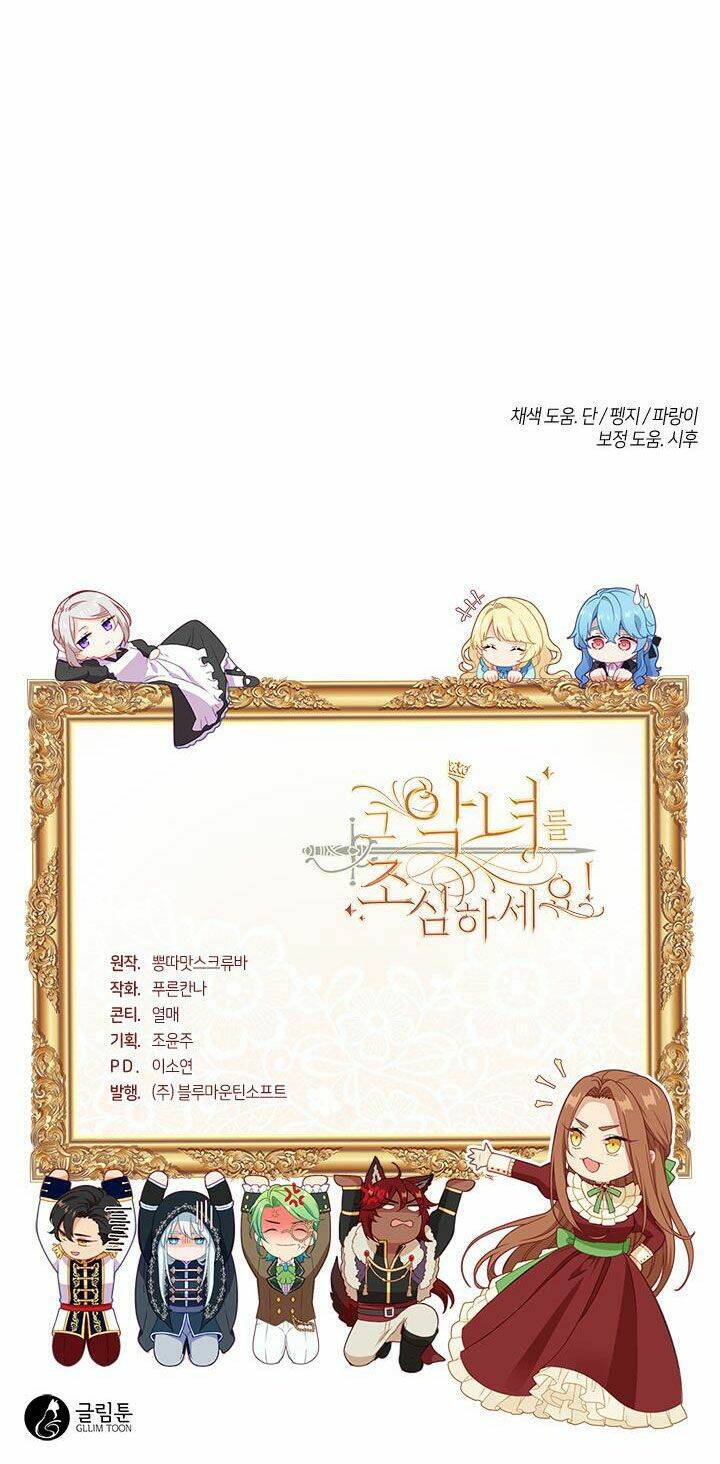 채색 도움. 단 / 펭지 / 파랑이
보정 도움. 시후
그 악녀를
조심하세요!
원작. 뽕따맛스크류바
작화. 푸른칸나
콘티. 열매
기획. 조윤주
PD. 이소연
발행. (주) 블루마운틴소프트
글림툰
GLLIM TOON